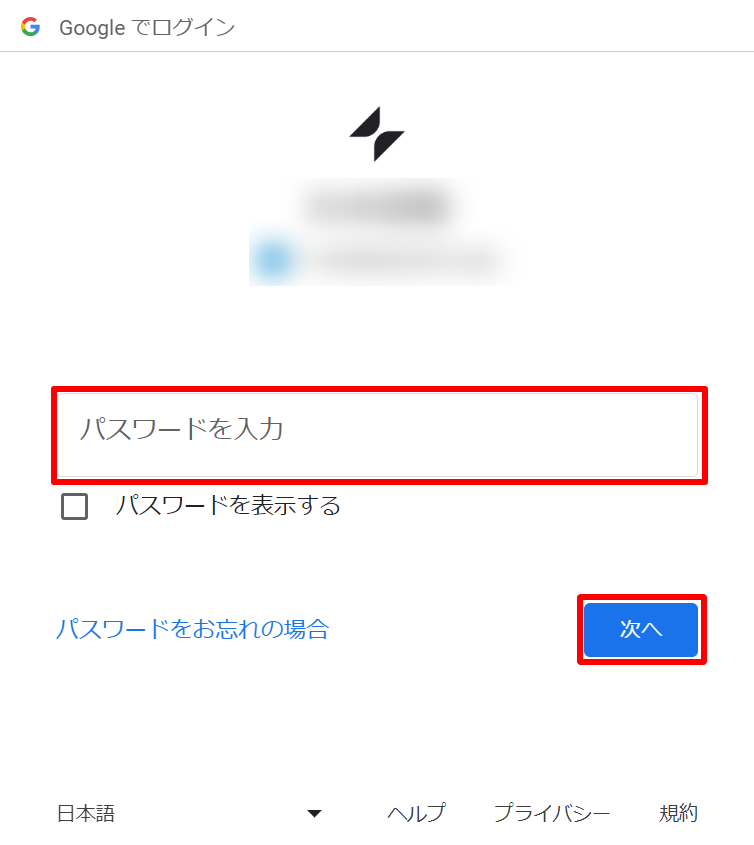 Google でログイン
パスワードを入力
パスワードを表示する
パスワードをお忘れの場合
次へ
日本語
ヘルプ
プライバシー
規約